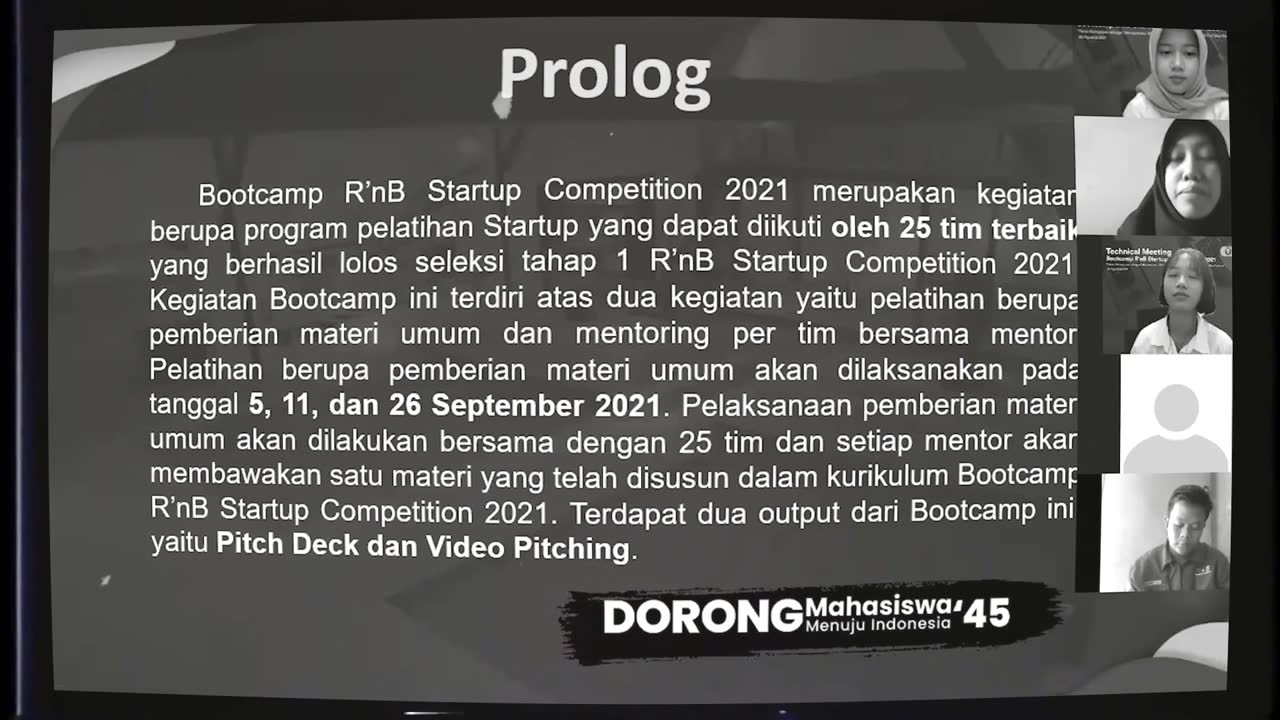 Prolog
Bootcamp R'nB Startup Competition 2021 merupakan kegiatan
berupa program pelatihan Startup yang dapat diikuti oleh 25 tim terbaik
yang berhasil lolos seleksi tahap 1 R'nB Startup Competition 2021
Kegiatan Bootcamp ini terdiri atas dua kegiatan yaitu pelatihan berupa
pemberian materi umum dan mentoring per tim bersama mentor
Pelatihan berupa pemberian materi umum akan dilaksanakan pada
tanggal 5, 11, dan 26 September 2021. Pelaksanaan pemberian mater
umum akan dilakukan bersama dengan 25 tim dan setiap mentor akan
membawakan satu materi yang telah disusun dalam kurikulum Bootcamp
R'nB Startup Competition 2021. Terdapat dua output dari Bootcamp ini
yaitu Pitch Deck dan Video Pitching.
DORONG Mahasiswa Menuju Indonesia '45
Technical Meeting
Bootcamp R'nB Startup